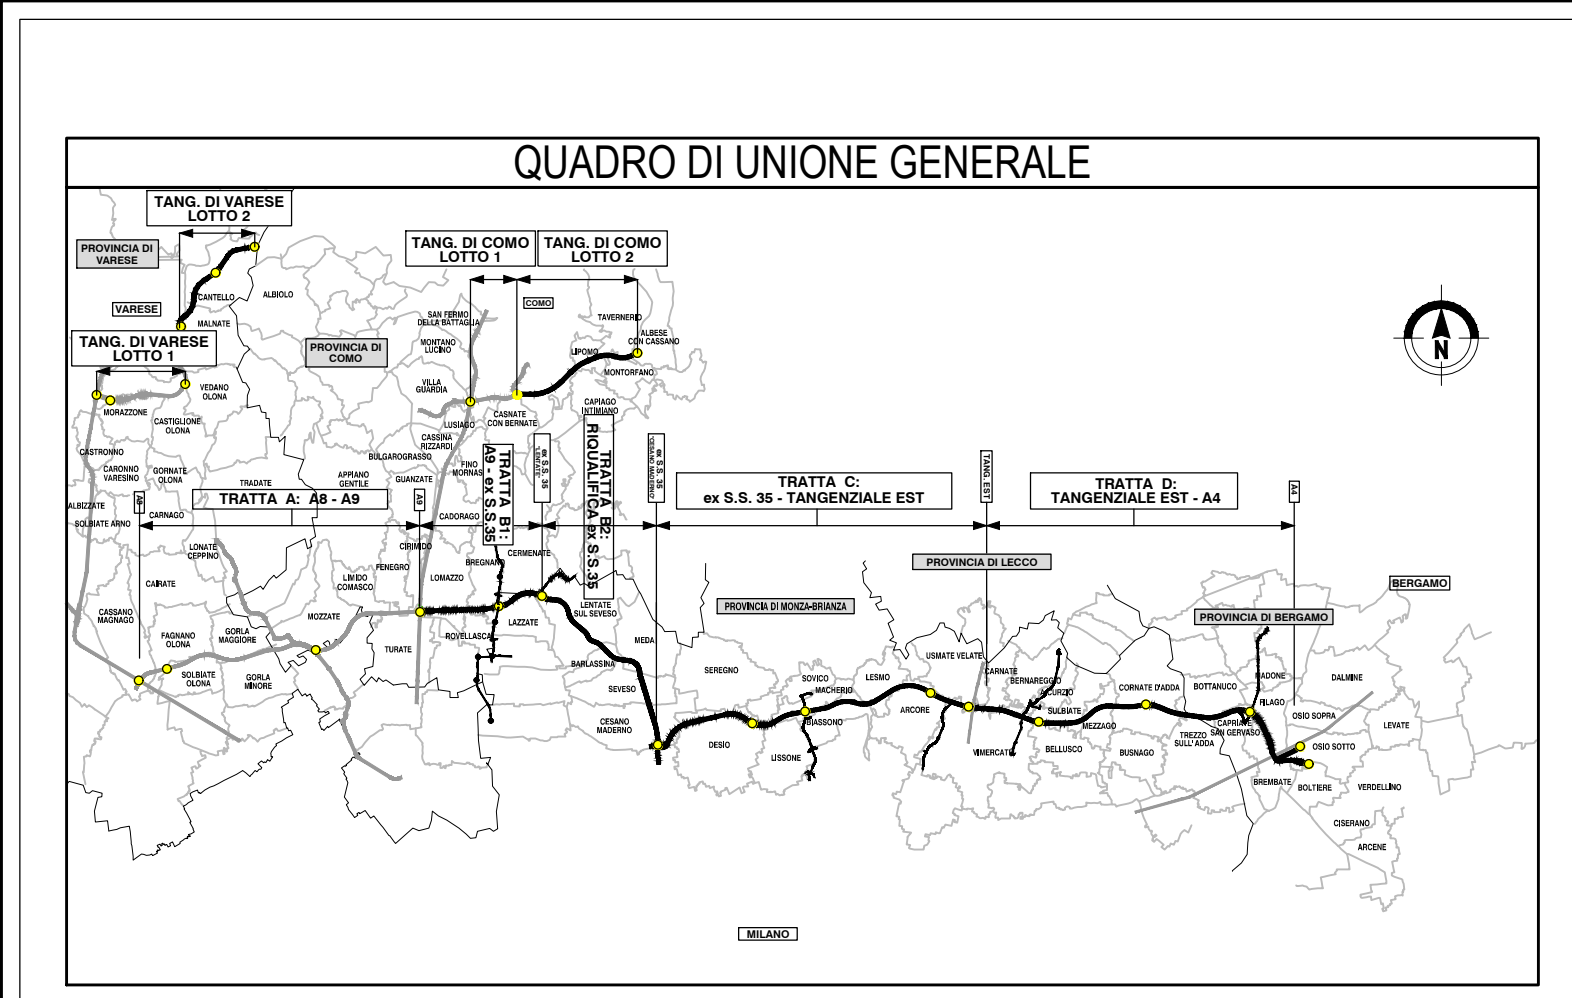 QUADRO DI UNIONE GENERALE
TANG. DI VARESE
LOTTO 2
PROVINCIA DI
VARESE
TANG. DI COMO
LOTTO 1
TANG. DI COMO
LOTTO 2
CANTELLO
ALBIOLO
VARESE
MALNATE
COMO
SAN FERMO
DELLA BATTAGLIA
TAVERNERIO
ALBESE
CON CASSANO
TANG. DI VARESE
LOTTO 1
PROVINCIA DI
COMO
MONTANO
LUCINO
LIPOMO
MONTORFANO
N
VEDANO
OLONA
VILLA
GUARDIA
MORAZZONE
CASTIGLIONE
OLONA
LUSIAGO
CASNATE
CON BERNATE
CAPIAGO
INTIMIANO
CASSINA
RIZZARDI
CASTRONNO
BULGAROGRASSO
CARONNO
VARESINO
GORNATE
OLONA
APPIANO
GENTILE
GUANZATE
FINO
MORNAS
TRADATE
TRATTA B1:
A9 - ex S.S.35
ex S.S. 35
"LENTATE"
TRATTA B2:
RIQUALIFICA ex S.S.35
ex S.S. 35
"CESANO MADERNO"
TRATTA C:
ex S.S. 35 - TANGENZIALE EST
TANG. EST
TRATTA D:
TANGENZIALE EST - A4
A4
A8
TRATTA A: A8 - A9
A9
ALBIZZATE
SOLBIATE ARNO
CARNAGO
CADORAGO
LONATE
CEPPINO
CIRIMIDO
FENEGRO
BREGNANO
CERMENATE
CAIRATE
LIMIDO
COMASCO
LOMAZZO
PROVINCIA DI LECCO
BERGAMO
CASSANO
MAGNAGO
MOZZATE
LENTATE
SUL SEVESO
PROVINCIA DI MONZA-BRIANZA
PROVINCIA DI BERGAMO
FAGNANO
OLONA
GORLA
MAGGIORE
TURATE
ROVELLASCA
LAZZATE
MEDA
SOLBIATE
OLONA
GORLA
MINORE
BARLASSINA
SEVESO
SEREGNO
SOVICO
MACHERIO
LESMO
USMATE VELATE
CARNATE
BERNAREGGIO
CORNATE D'ADDA
BOTTANUCO
MADONE
DALMINE
CESANO
MADERNO
DESIO
BIASSONO
LISSONE
ARCORE
VIMERCATE
SULBIATE
MEZZAGO
BELLUSCO
BUSNAGO
TREZZO
SULL' ADDA
FILAGO
CAPRIATE
SAN GERVASO
OSIO SOPRA
OSIO SOTTO
LEVATE
BREMBATE
BOLTIERE
VERDELLINO
CISERANO
ARCENE
MILANO